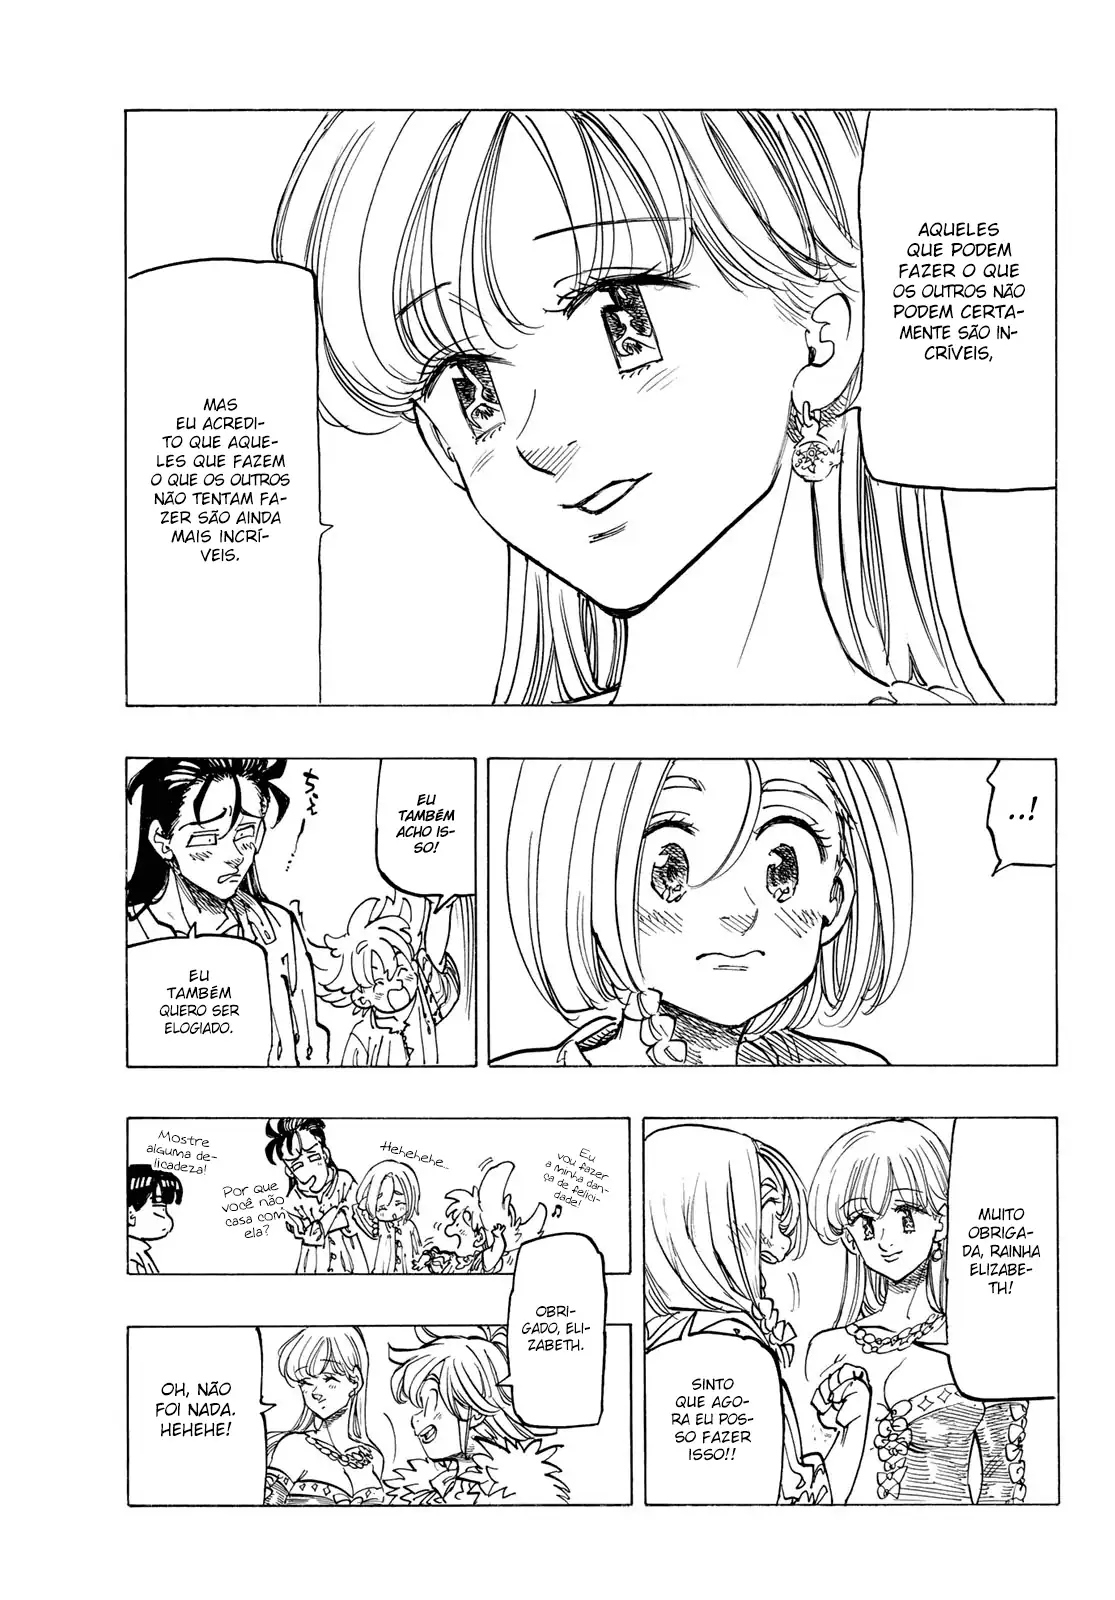 AQUELES
QUE PODEM
FAZER O QUE
OS OUTROS NÃO
PODEM CERTA-
MENTE SÃO IN-
CRÍVEIS,
MAS
EU ACREDI-
TO QUE AQUE-
LES QUE FAZEM
O QUE OS OUTROS
NÃO TENTAM FA-
ZER SÃO AINDA
MAIS INCRÍ-
VEIS.
...!
EU
TAMBÉM
ACHO IS-
SO!
EU
TAMBÉM
QUERO SER
ELOGIADO.
MUITO
OBRIGA-
DA, RAINHA
ELIZABE-
TH!
SINTO
QUE AGO-
RA EU POS-
SO FAZER
ISSO!!
Eu
vou fazer
a minha dan-
ça de felici-
dade!
Hehehehe...
Por que
você não
casa com
ela?
Mostre
alguma de-
licadeza!
OBRI-
GADO, ELI-
ZABETH.
OH, NÃO
FOI NADA.
HEHEHE!